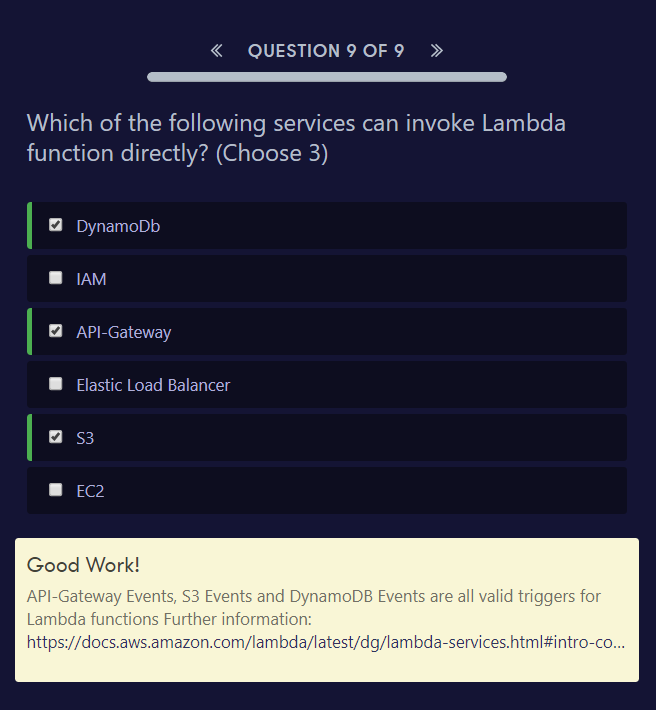 QUESTION 9 OF 9
Which of the following services can invoke Lambda
function directly? (Choose 3)
DynamoDb
IAM
API-Gateway
Elastic Load Balancer
S3
EC2
Good Work!
API-Gateway Events, S3 Events and DynamoDB Events are all valid triggers for
Lambda functions Further information:
https://docs.aws.amazon.com/lambda/latest/dg/lambda-services.html#intro-co...